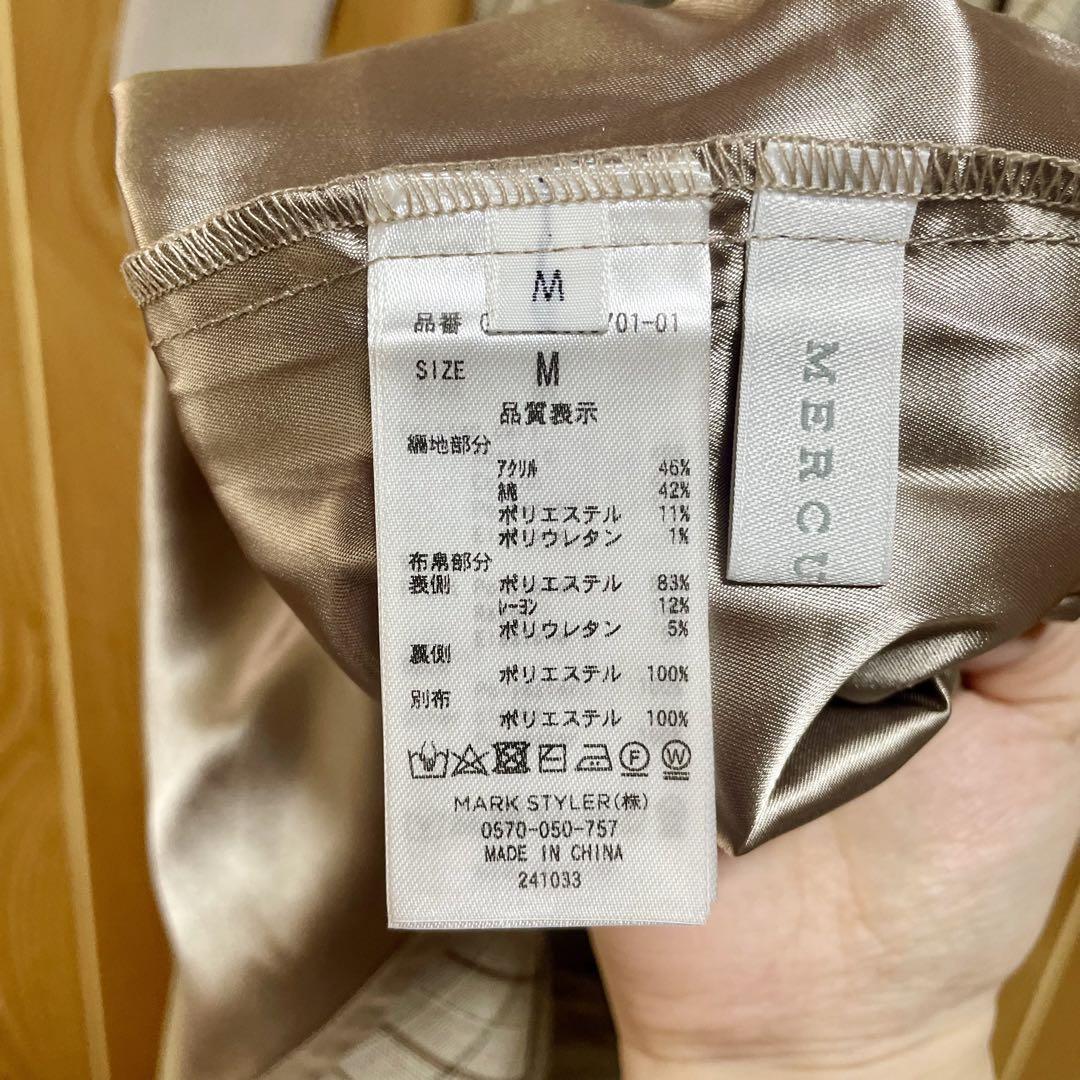 M
品番 701-01
SIZE M
品質表示
編地部分
アクリル 46%
綿 42%
ポリエステル 11%
ポリウレタン 1%
布帛部分
表側 ポリエステル 83%
レーヨン 12%
ポリウレタン 5%
裏側
ポリエステル 100%
別布
ポリエステル 100%
F W
MARK STYLER(株)
0570-050-757
MADE IN CHINA
241033
MERCU